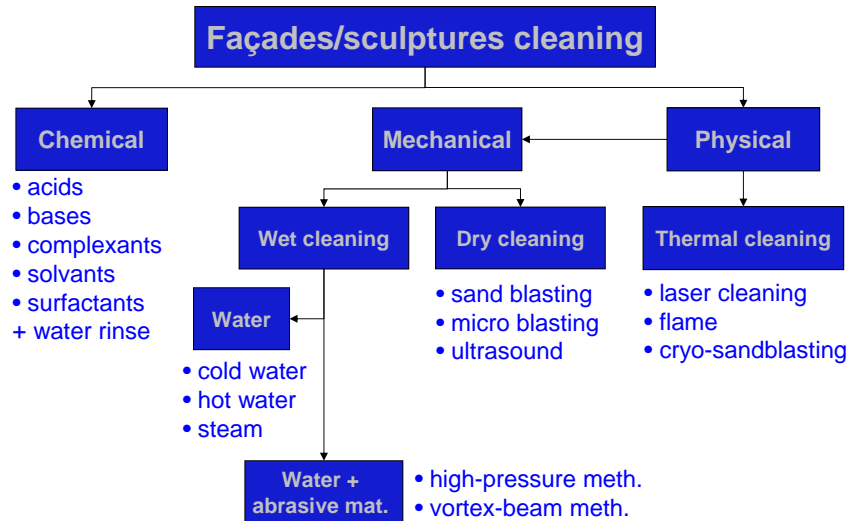 Façades/sculptures cleaning
Chemical
Mechanical
Physical
• acids
• bases
• complexants
• solvants
• surfactants
+ water rinse
Wet cleaning
Dry cleaning
Thermal cleaning
Water
• cold water
• hot water
• steam
• sand blasting
• micro blasting
• ultrasound
• laser cleaning
• flame
• cryo-sandblasting
Water +
abrasive mat.
• high-pressure meth.
• vortex-beam meth.